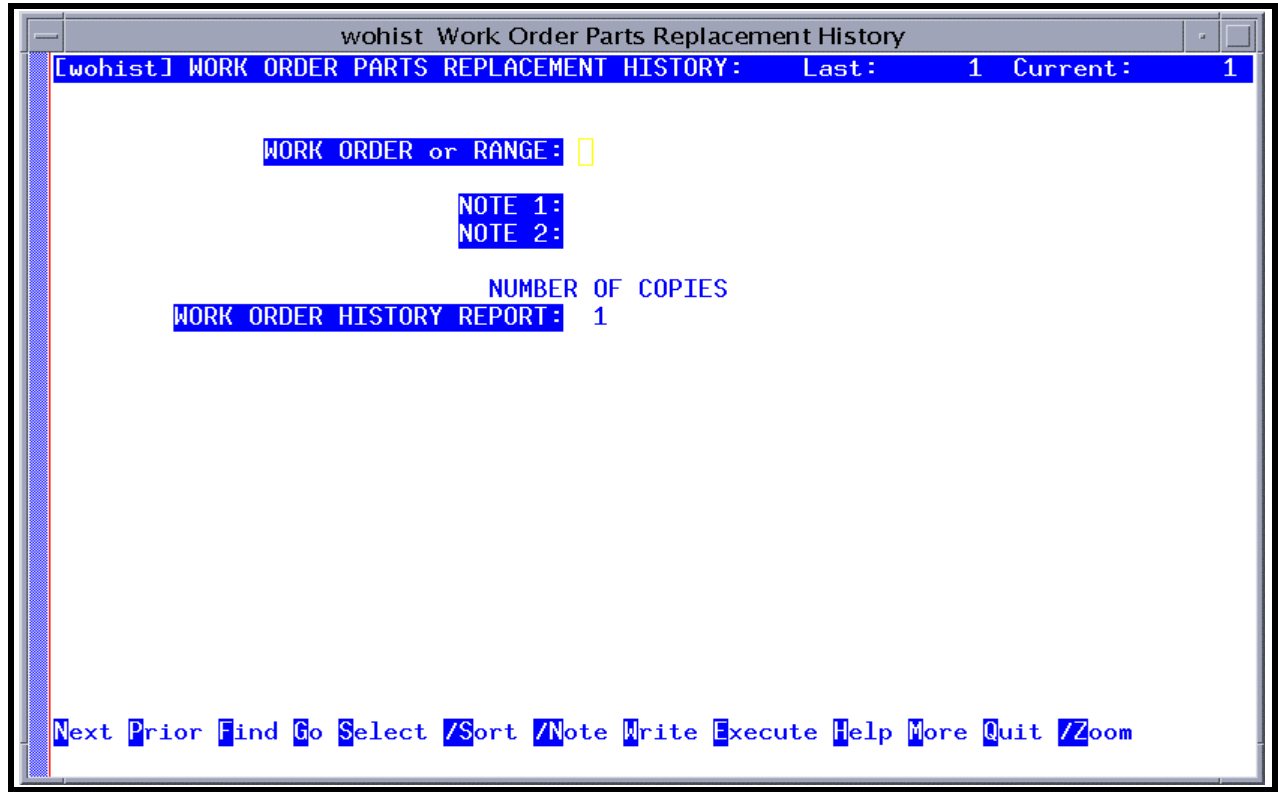 wohist Work Order Parts Replacement History
[wohist] WORK ORDER PARTS REPLACEMENT HISTORY: Last: 1 Current: 1
WORK ORDER or RANGE:
NOTE 1:
NOTE 2:
NUMBER OF COPIES
WORK ORDER HISTORY REPORT: 1
Next Prior Find Go Select /Sort /Note Write Execute Help More Quit /Zoom